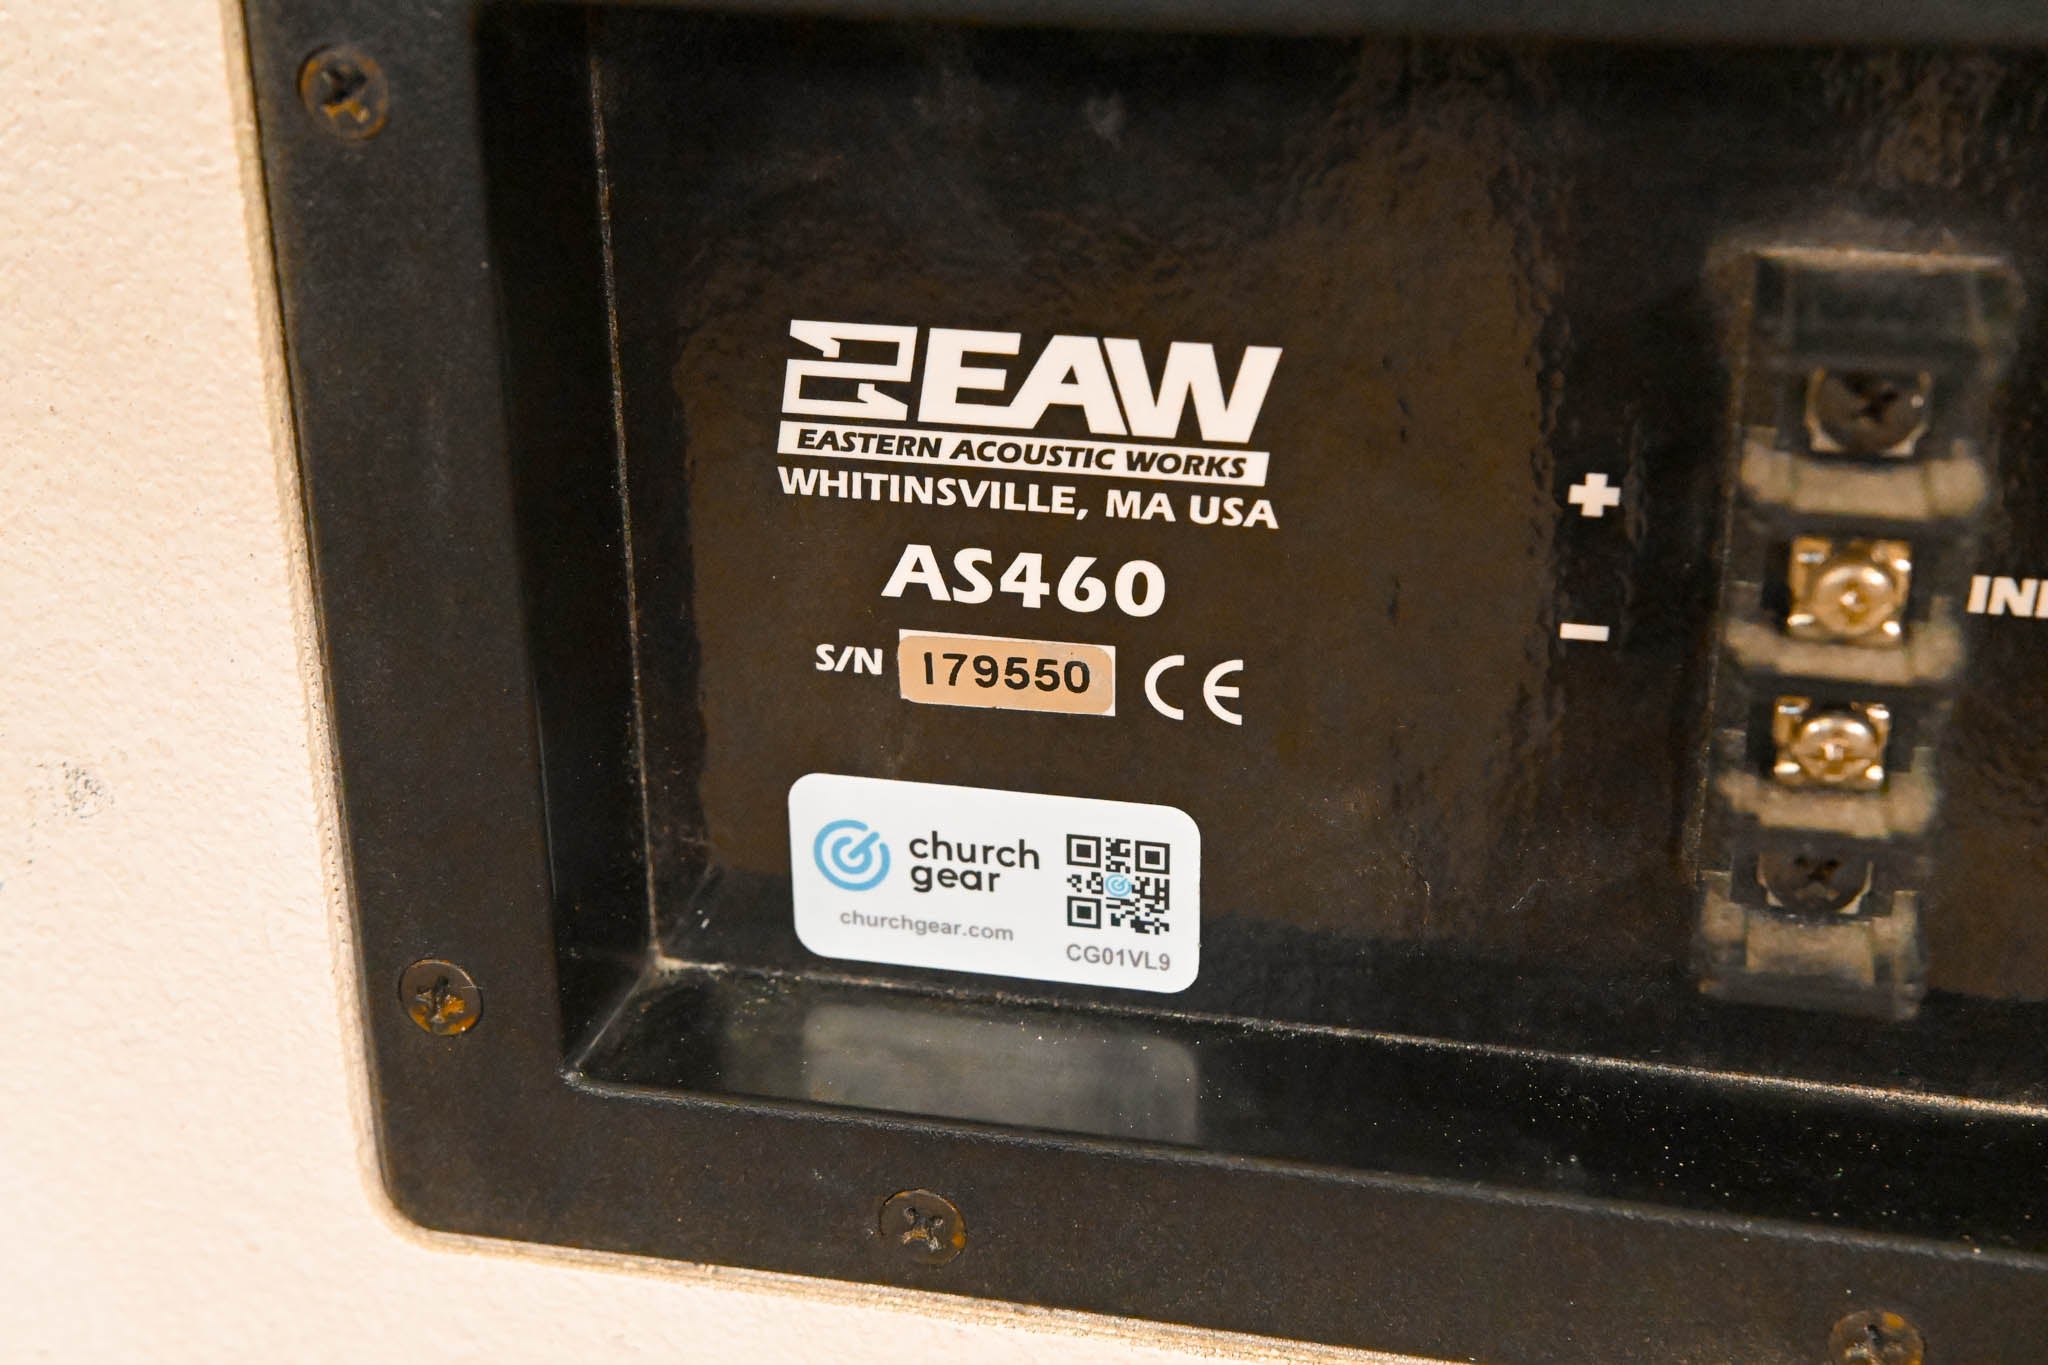 EAW
EASTERN ACOUSTIC WORKS
WHITINSVILLE, MA USA
AS460
S/N 179550 CE
+
-
church
gear
churchgear.com
CG01VL9